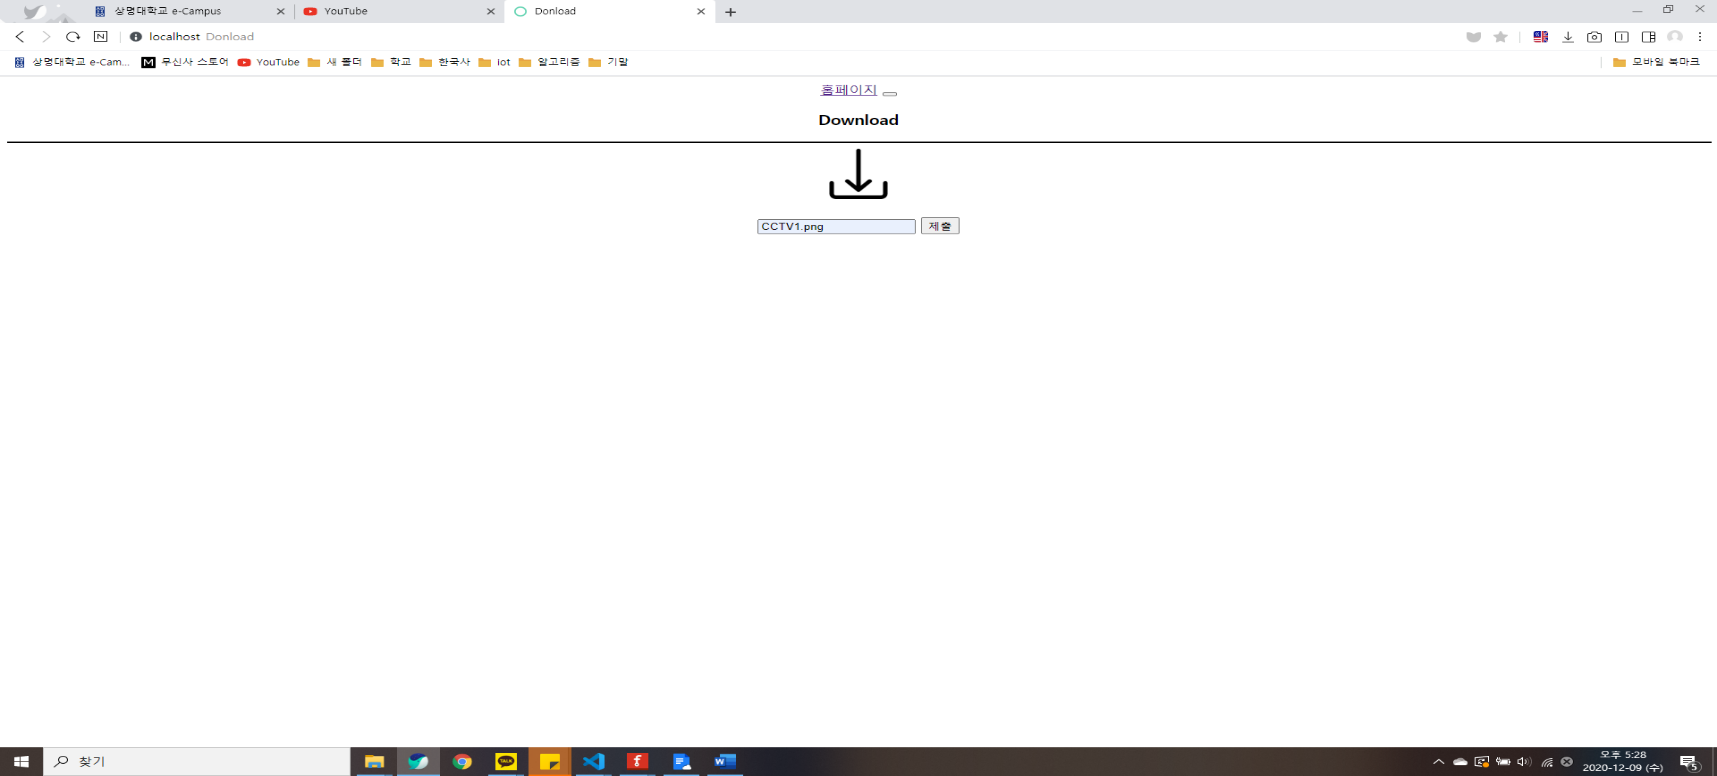 상명대학교 e-Campus
YouTube
Donload
N
localhost Donload
상명대학교 e-Cam...
M 무신사 스토어
YouTube
새 폴더
학교
한국사
iot
알고리즘
기말
모바일 북마크
홈페이지
Download
CCTV1.png
제출
찾기
TALK
W
오후 5:28
2020-12-09 (수)
5